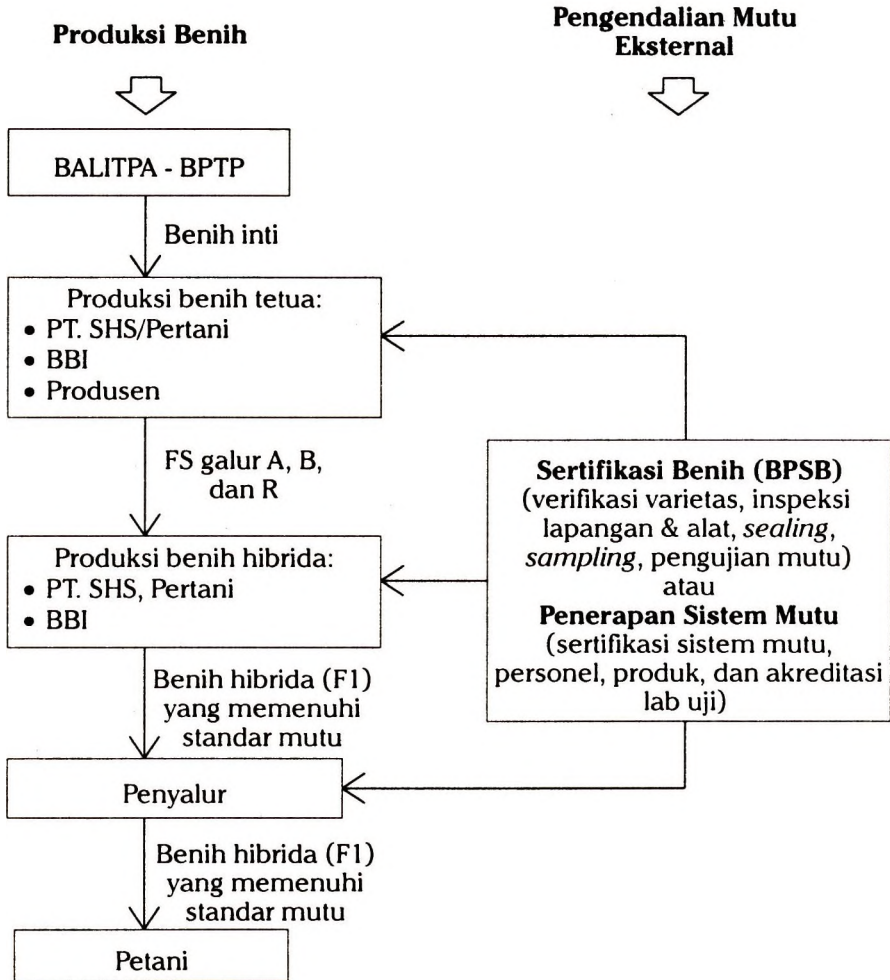 Produksi Benih
Pengendalian Mutu
Eksternal
BALITPA - BPTP
Benih inti
Produksi benih tetua:
• PT. SHS/Pertani
• BBI
• Produsen
FS galur A, B,
dan R
Produksi benih hibrida:
• PT. SHS, Pertani
• BBI
Benih hibrida (F1)
yang memenuhi
standar mutu
Penyalur
Benih hibrida (F1)
yang memenuhi
standar mutu
Petani
Sertifikasi Benih (BPSB)
(verifikasi varietas, inspeksi
lapangan & alat, sealing,
sampling, pengujian mutu)
atau
Penerapan Sistem Mutu
(sertifikasi sistem mutu,
personel, produk, dan akreditasi
lab uji)